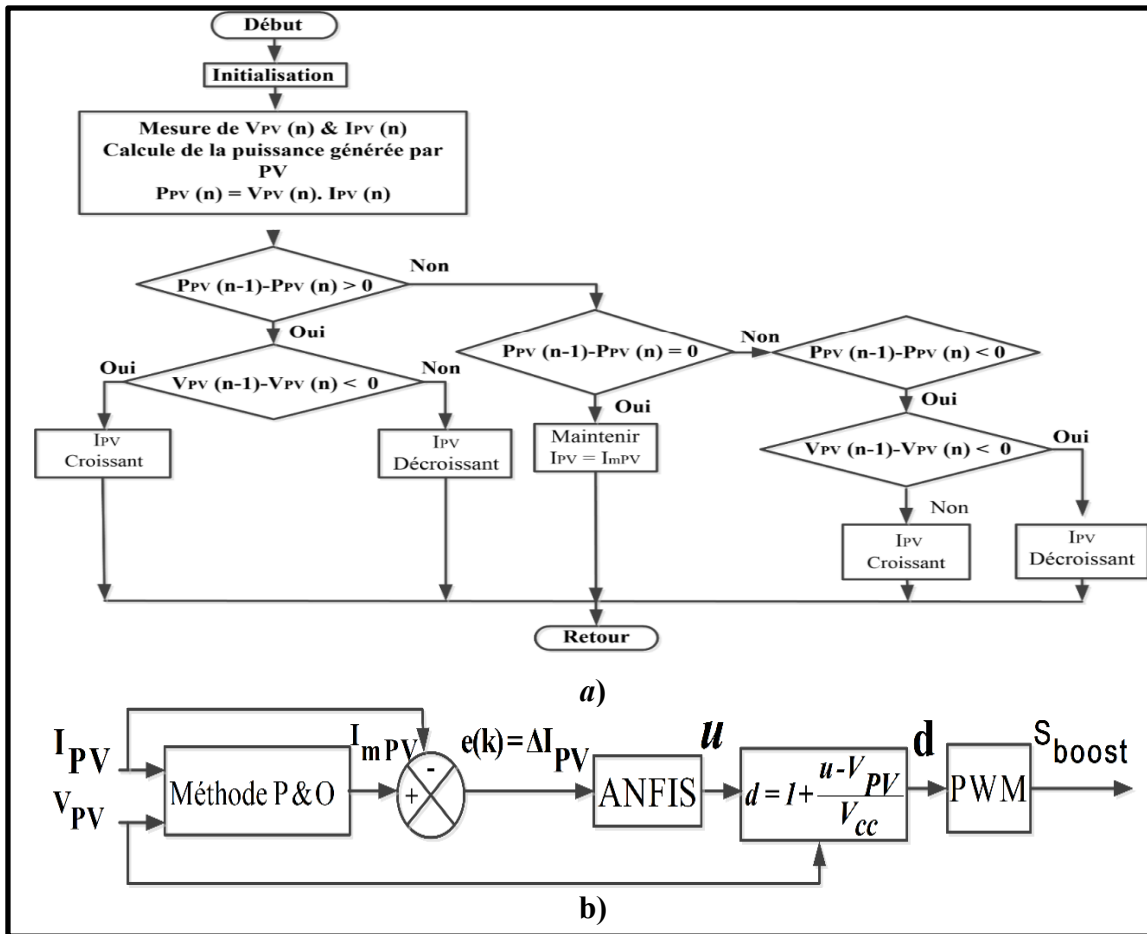 Début
Initialisation
Mesure de VPV (n) & IPV (n)
Calcule de la puissance générée par
PV
PPV (n) = VPV (n). IPV (n)
PPV (n-1)-PPV (n) > 0
Non
Oui
PPV (n-1)-PPV (n) = 0
Non
PPV (n-1)-PPV (n) < 0
Oui
VPV (n-1)-VPV (n) < 0
Non
Oui
Oui
VPV (n-1)-VPV (n) < 0
Oui
IPV
Croissant
IPV
Décroissant
Maintenir
IPV = ImPV
Non
IPV
Croissant
IPV
Décroissant
Retour
a)
IPV
VPV
Méthode P&O
ImPV
-
+
e(k) = ΔIPV
ANFIS
u
d = 1 + (u - VPV) / Vcc
d
PWM
Sboost
b)